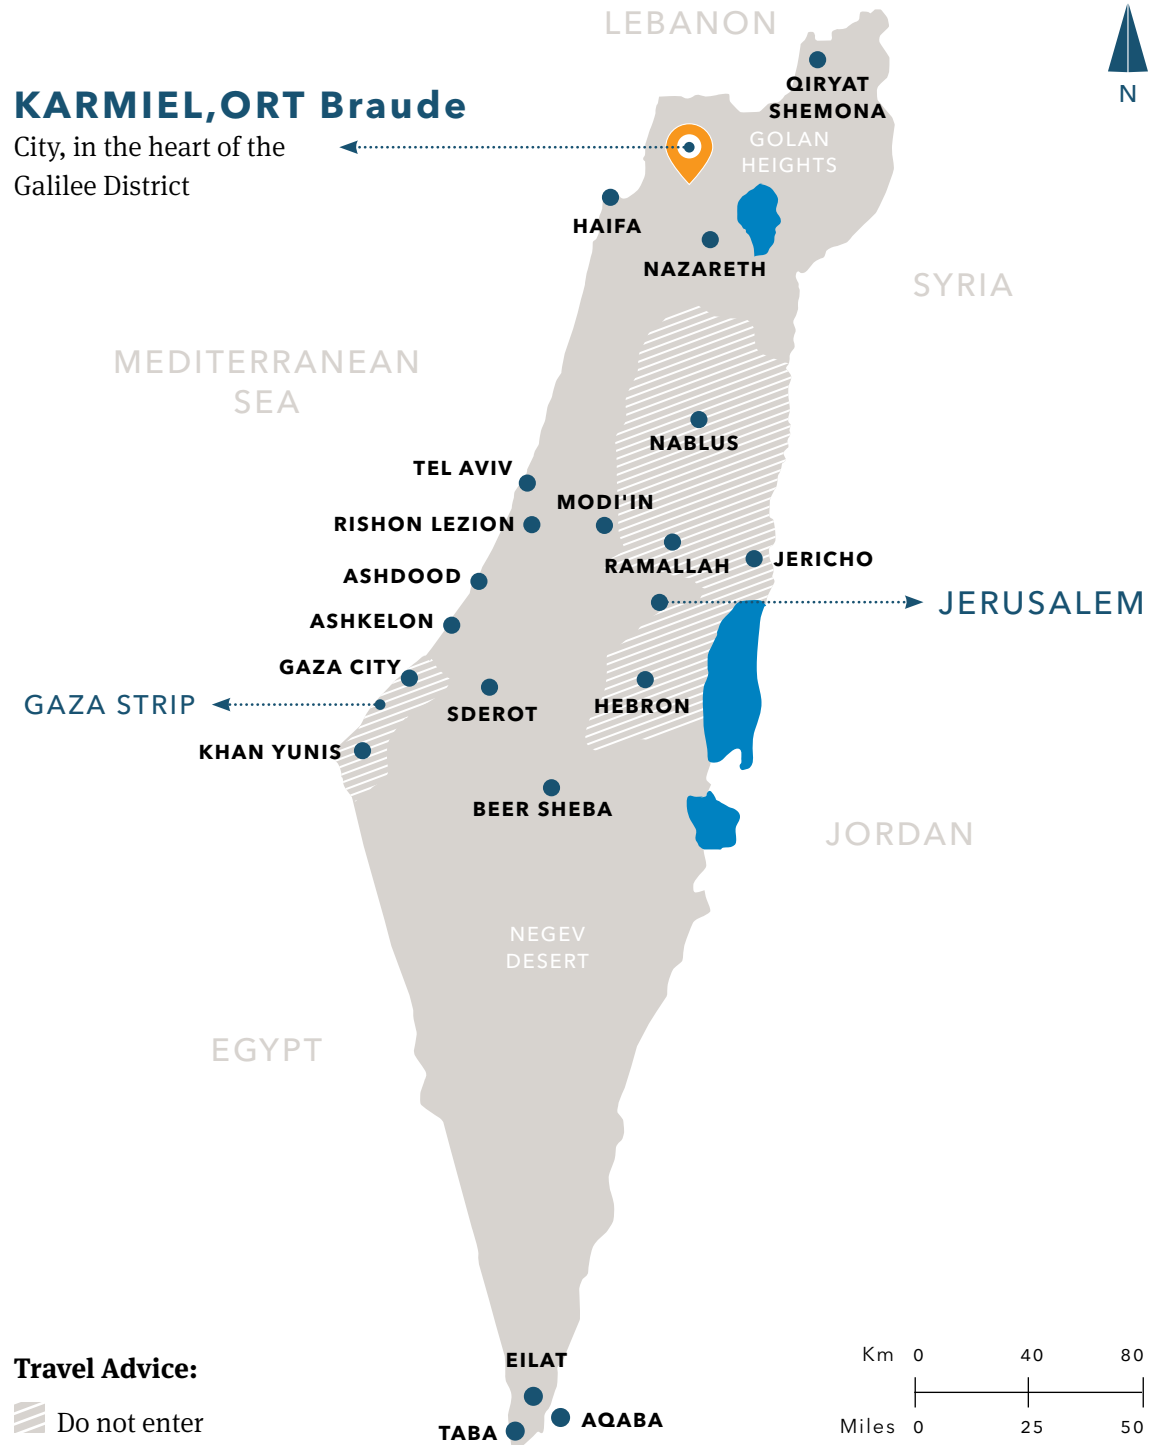 LEBANON
N
QIRYAT
SHEMONA
KARMIEL,ORT Braude
City, in the heart of the
Galilee District
GOLAN
HEIGHTS
HAIFA
NAZARETH
SYRIA
MEDITERRANEAN
SEA
NABLUS
TEL AVIV
MODI'IN
RISHON LEZION
RAMALLAH
JERICHO
ASHDOOD
JERUSALEM
ASHKELON
GAZA CITY
GAZA STRIP
SDEROT
HEBRON
KHAN YUNIS
BEER SHEBA
JORDAN
NEGEV
DESERT
EGYPT
EILAT
AQABA
TABA
Travel Advice:
Do not enter
Km 0 40 80
Miles 0 25 50